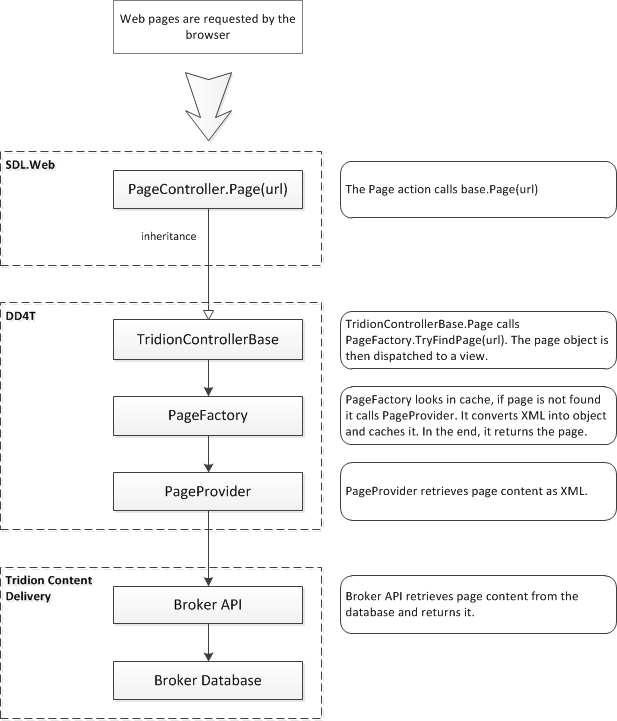 Web pages are requested by the
browser
SDL.Web
PageController.Page(url)
The Page action calls base.Page(url)
inheritance
DD4T
TridionControllerBase
TridionControllerBase.Page calls
PageFactory.TryFindPage(url). The page object is
then dispatched to a view.
PageFactory
PageFactory looks in cache, if page is not found
it calls PageProvider. It converts XML into object
and caches it. In the end, it returns the page.
PageProvider
PageProvider retrieves page content as XML.
Tridion Content
Delivery
Broker API
Broker API retrieves page content from the
database and returns it.
Broker Database